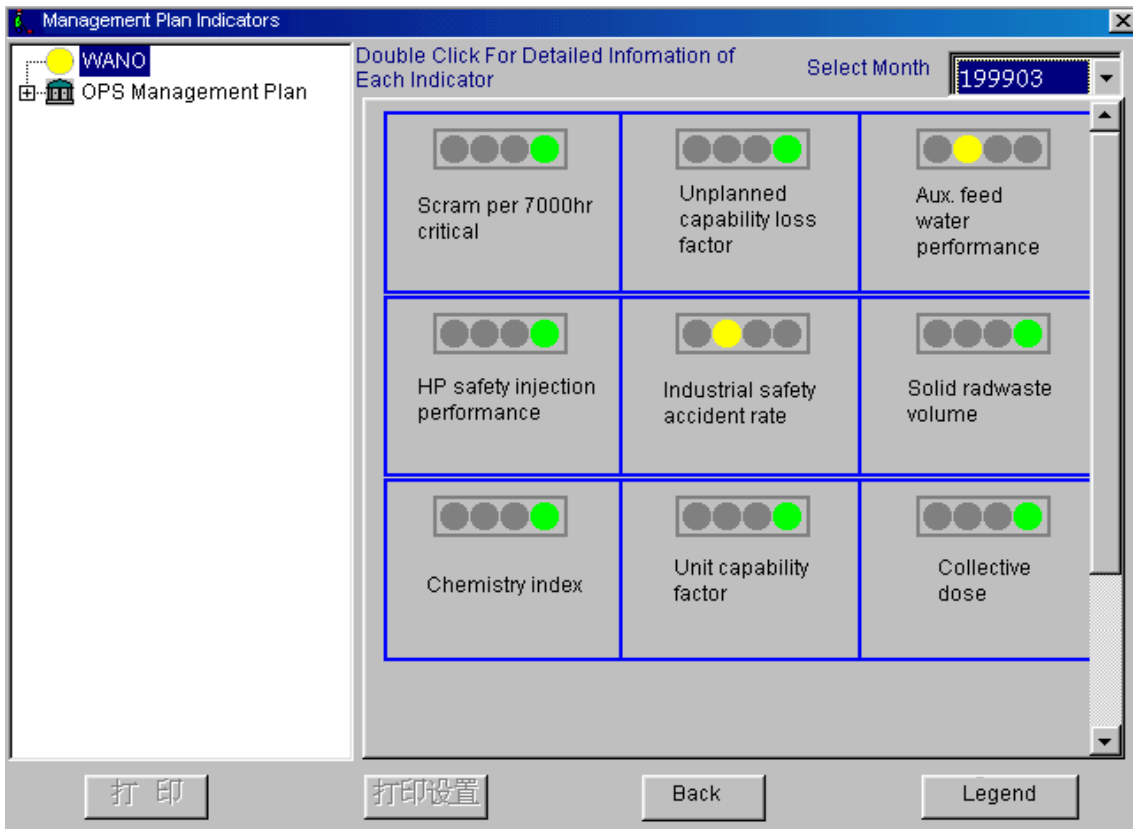 Management Plan Indicators
WANO
OPS Management Plan
Double Click For Detailed Infomation of
Each Indicator
Select Month
199903
Scram per 7000hr
critical
Unplanned
capability loss
factor
Aux. feed
water
performance
HP safety injection
performance
Industrial safety
accident rate
Solid radwaste
volume
Chemistry index
Unit capability
factor
Collective
dose
打 印
打印设置
Back
Legend